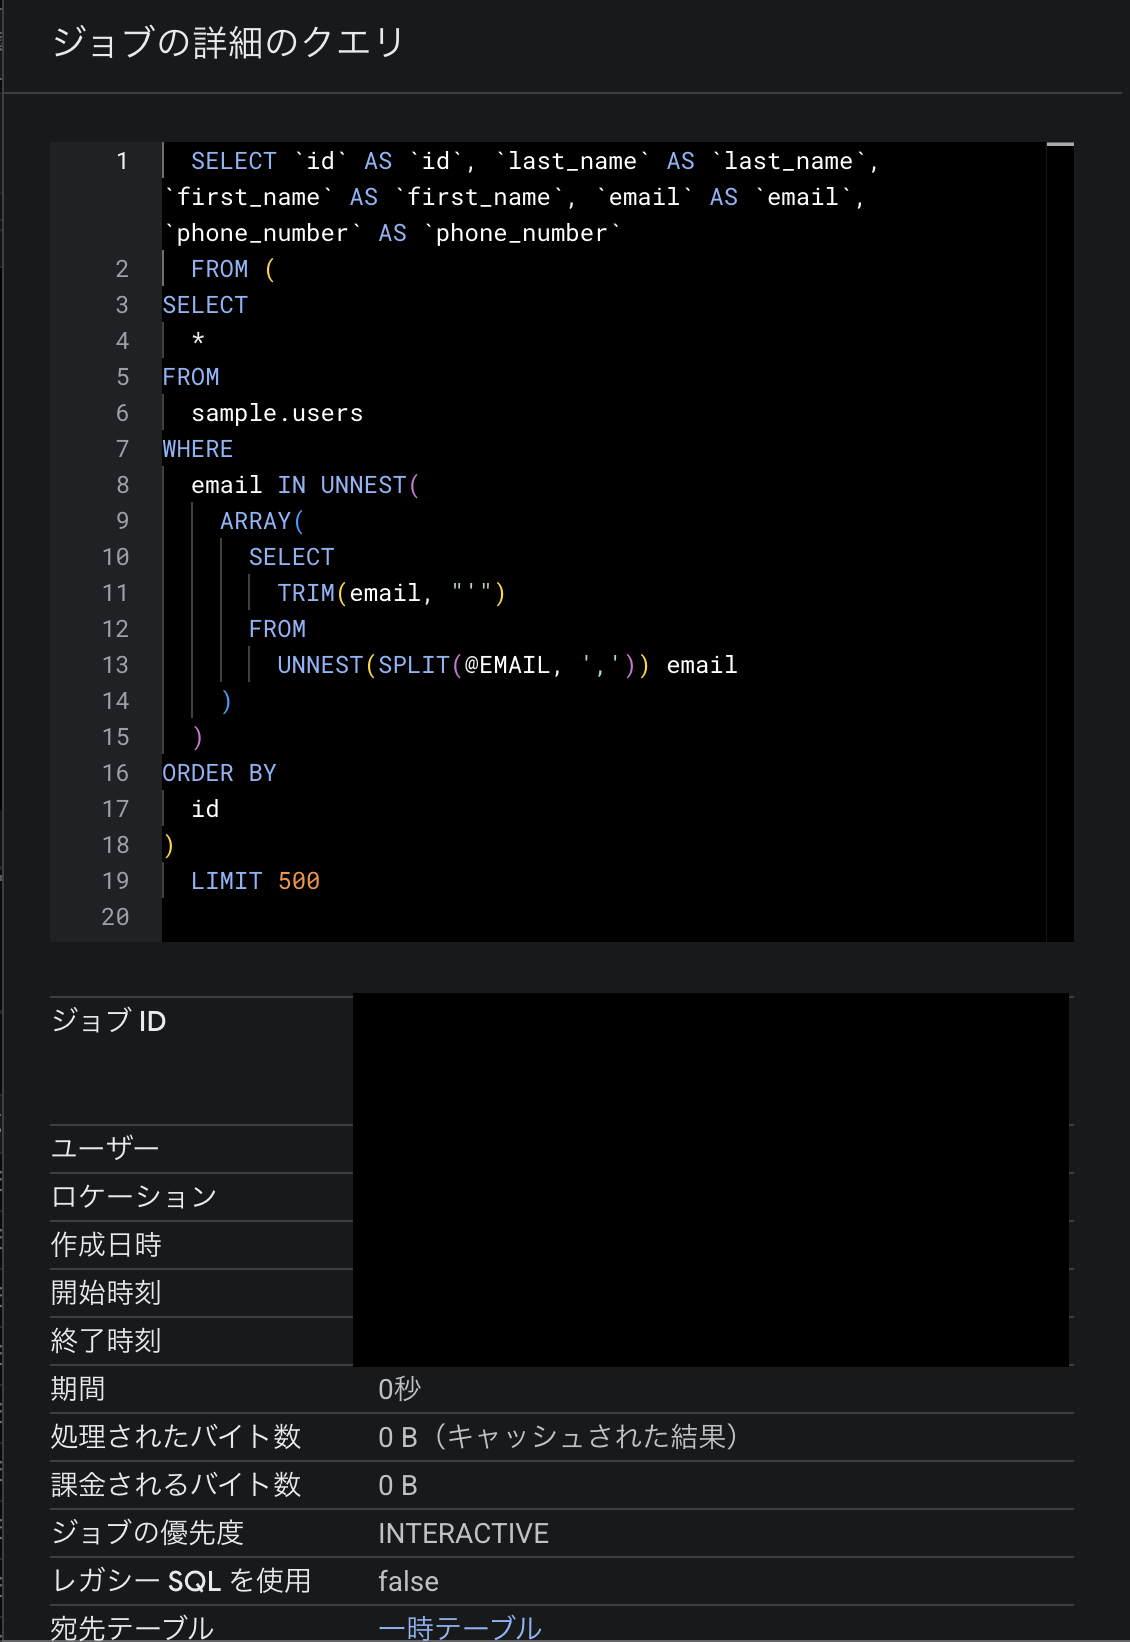 ジョブの詳細のクエリ
1 SELECT `id` AS `id`, `last_name` AS `last_name`,
`first_name` AS `first_name`, `email` AS `email`,
`phone_number` AS `phone_number`
2 FROM (
3 SELECT
4 *
5 FROM
6 sample.users
7 WHERE
8 email IN UNNEST(
9 ARRAY(
10 SELECT
11 TRIM(email, "'")
12 FROM
13 UNNEST(SPLIT(@EMAIL, ',')) email
14 )
15 )
16 ORDER BY
17 id
18 )
19 LIMIT 500
20
ジョブ ID
ユーザー
ロケーション
作成日時
開始時刻
終了時刻
期間 0秒
処理されたバイト数 0 B（キャッシュされた結果）
課金されるバイト数 0 B
ジョブの優先度 INTERACTIVE
レガシー SQL を使用 false
宛先テーブル 一時テーブル